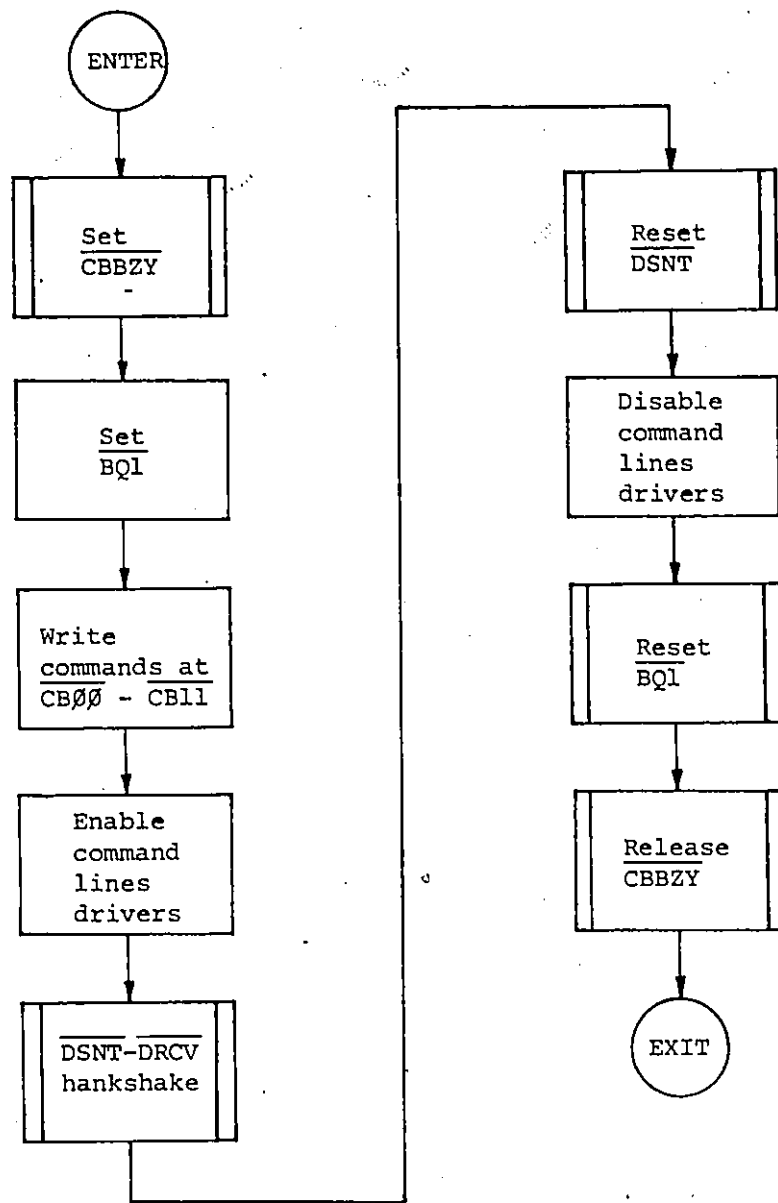 ENTER
Set
CBBZY
Set
BQ1
Write
commands at
CBØØ - CB11
Enable
command
lines
drivers
DSNT-DRCV
hankshake
Reset
DSNT
Disable
command
lines
drivers
Reset
BQ1
Release
CBBZY
EXIT